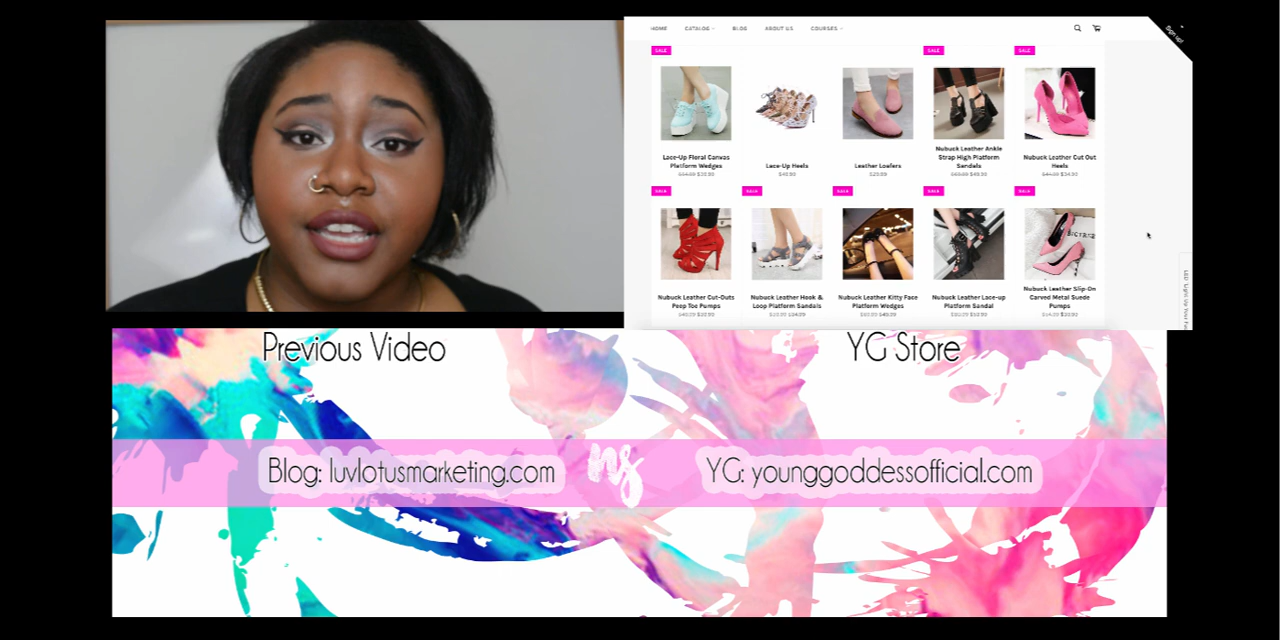 HOME CATALOG BLOG ABOUT US COURSES
Sign up!
SALE SALE SALE
Lace-Up Floral Canvas
Platform Wedges
Lace-Up Heels
Leather Loafers
Nubuck Leather Ankle
Strap High Platform
Sandals
Nubuck Leather Cut Out
Heels
SALE SALE SALE SALE SALE
Nubuck Leather Cut-Outs
Peep Toe Pumps
Nubuck Leather Hook &
Loop Platform Sandals
Nubuck Leather Kitty Face
Platform Wedges
Nubuck Leather Lace-up
Platform Sandal
Nubuck Leather Slip-On
Carved Metal Suede
Pumps
Previous Video
YG Store
Blog: luvlotusmarketing.com
ns
YG: younggoddessofficial.com